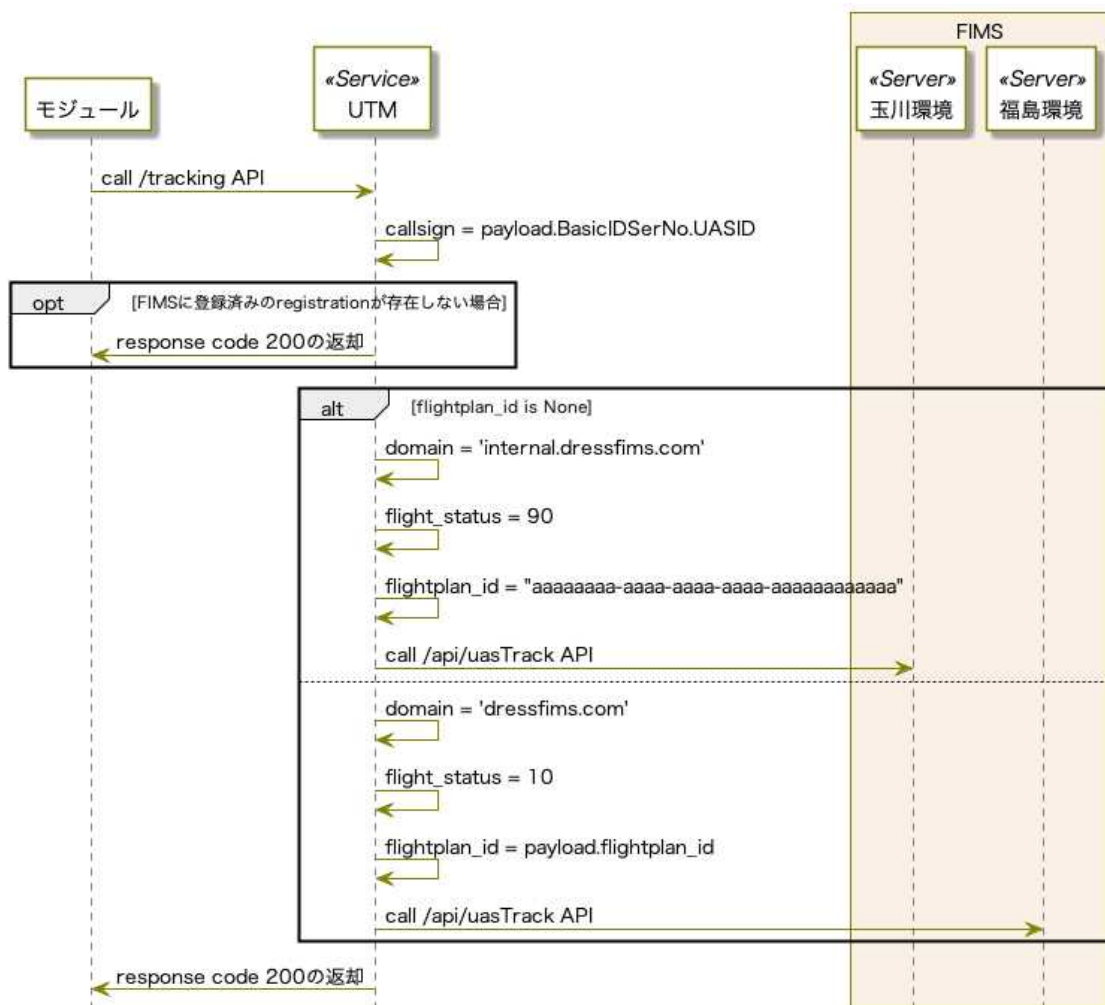 FIMS
«Service»
«Server»
«Server»
モジュール
UTM
玉川環境
福島環境
call /tracking API
callsign = payload.BasicIDSerNo.UASID
opt
[FIMSに登録済みのregistrationが存在しない場合]
response code 200の返却
alt
[flightplan_id is None]
domain = 'internal.dressfims.com'
flight_status = 90
flightplan_id = "aaaaaaaa-aaaa-aaaa-aaaa-aaaaaaaaaaaa"
call /api/uasTrack API
domain = 'dressfims.com'
flight_status = 10
flightplan_id = payload.flightplan_id
call /api/uasTrack API
response code 200の返却